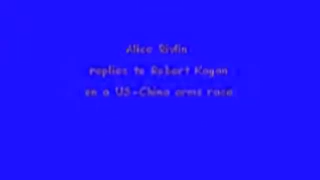 Alice Rivlin
replies to Robert Kagan
on a US-China arms race